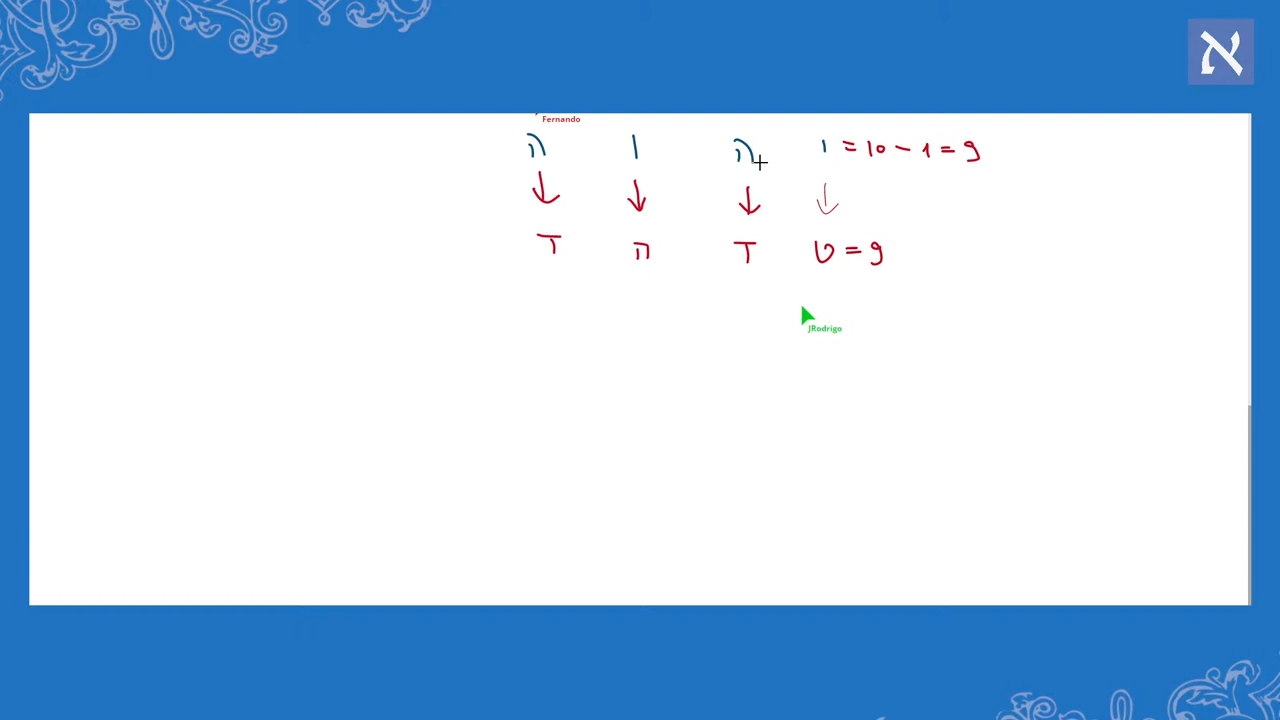 א
Fernando
ה ו ה י = 10 - 1 = 9
ד ה ד ט = 9
JRodrigo